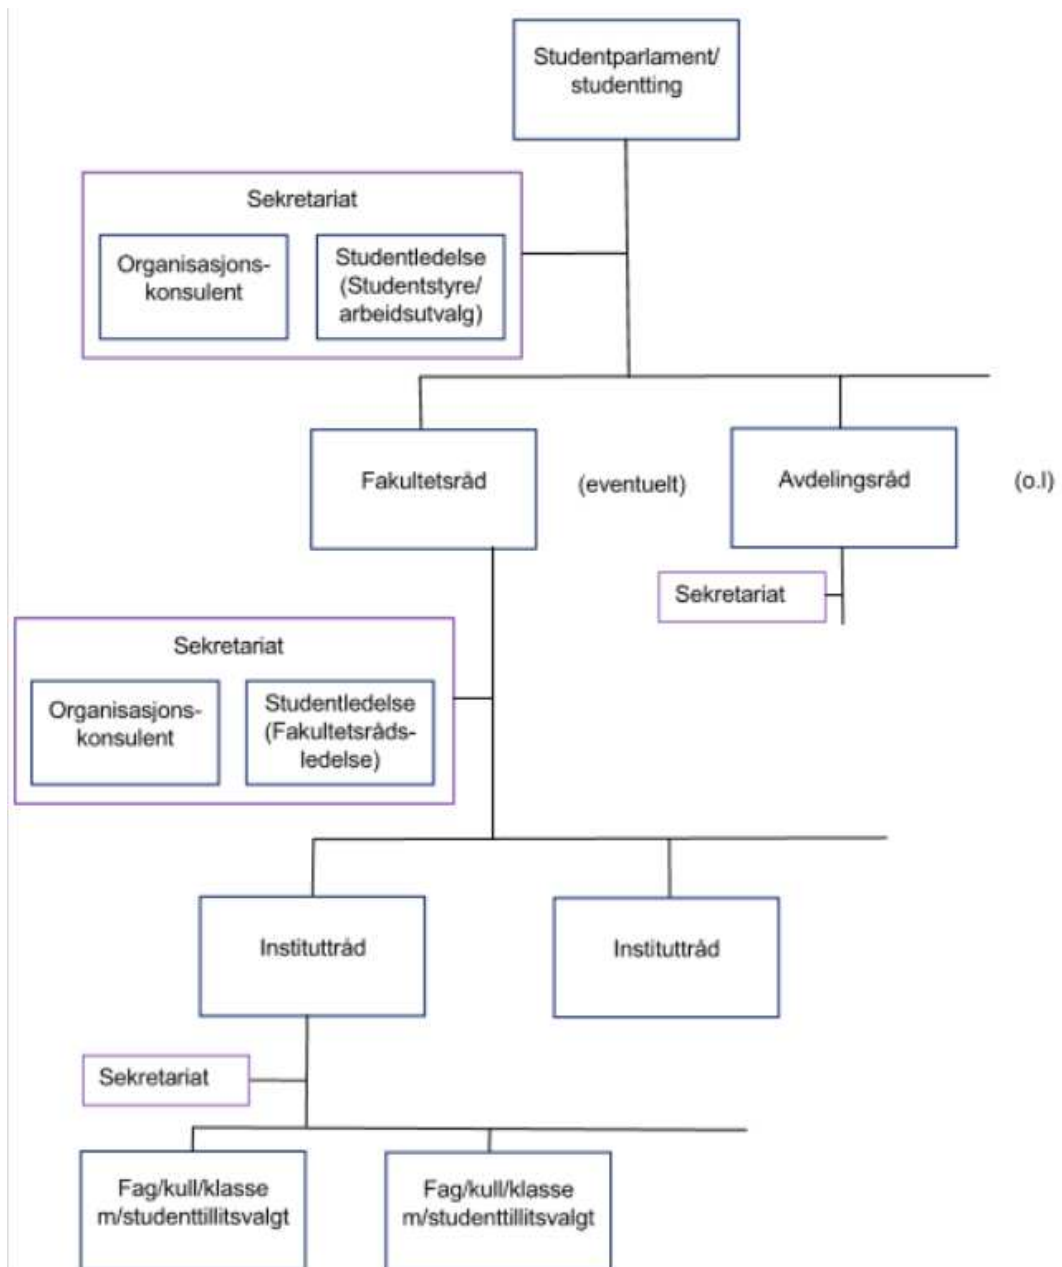 Studentparlament/
studentting
Sekretariat
Organisasjons-
konsulent
Studentledelse
(Studentstyre/
arbeidsutvalg)
Fakultetsråd
(eventuelt)
Avdelingsråd
(o.l)
Sekretariat
Sekretariat
Organisasjons-
konsulent
Studentledelse
(Fakultetsråds-
ledelse)
Instituttråd
Instituttråd
Sekretariat
Fag/kull/klasse
m/studenttillitsvalgt
Fag/kull/klasse
m/studenttillitsvalgt